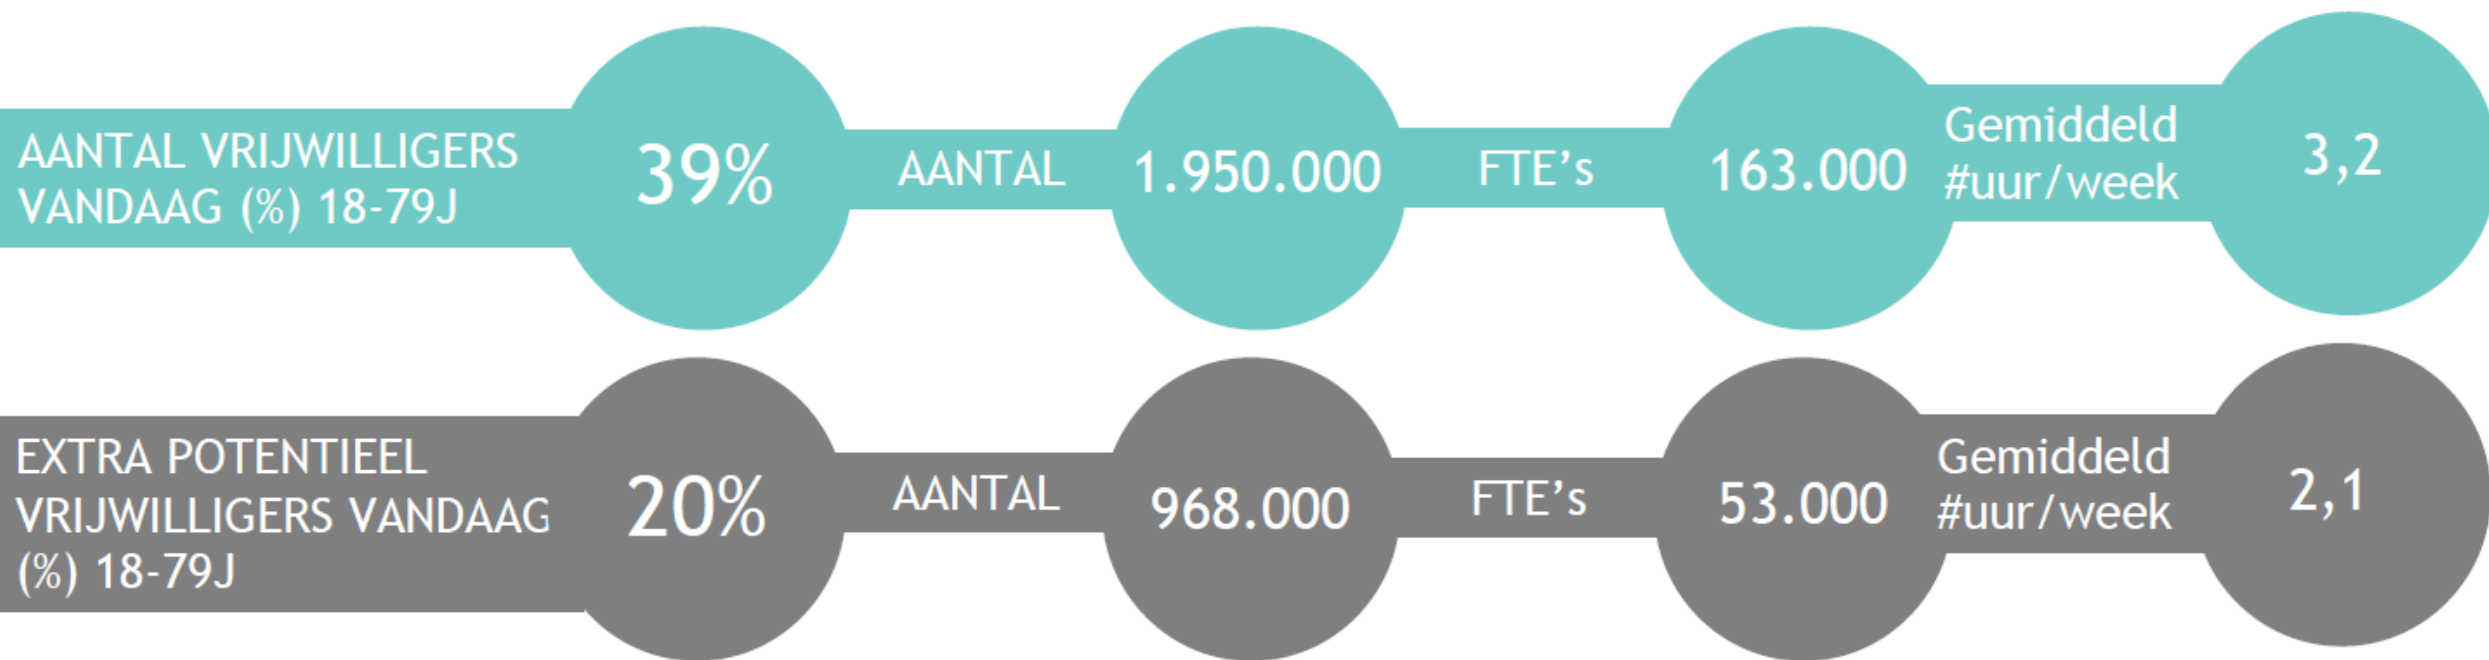 AANTAL VRIJWILLIGERS
VANDAAG (%) 18-79J
39%
AANTAL
1.950.000
FTE's
163.000
Gemiddeld
#uur/week
3,2
EXTRA POTENTIEEL
VRIJWILLIGERS VANDAAG
(%) 18-79J
20%
AANTAL
968.000
FTE's
53.000
Gemiddeld
#uur/week
2,1